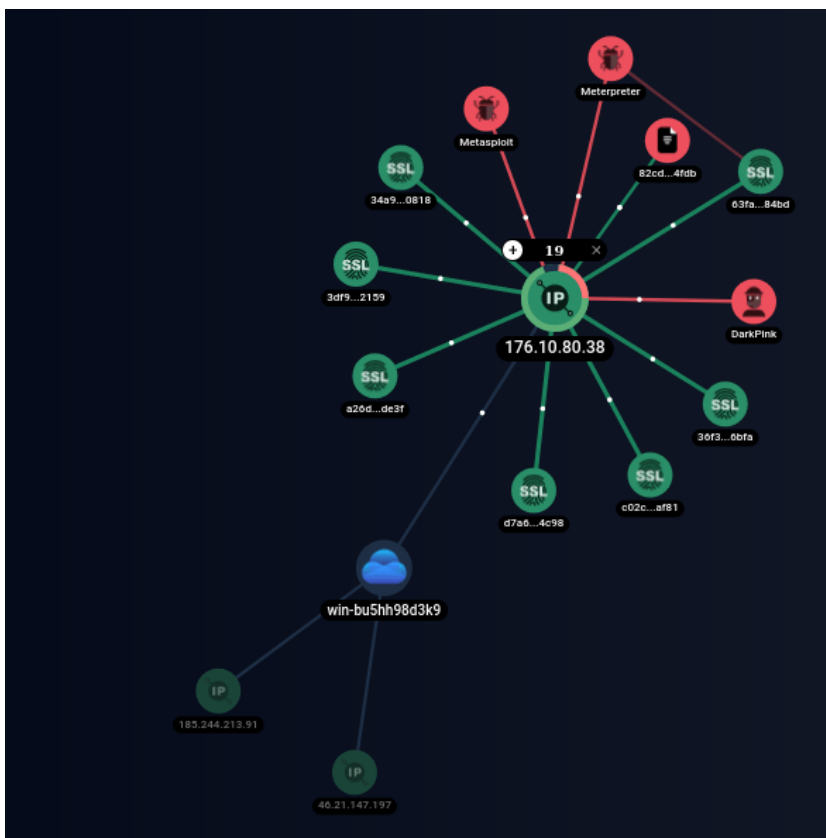 Meterpreter
Metasploit
82cd...4fdb
SSL
34a9...0818
SSL
63fa...84bd
+ 19 ×
SSL
3df9...2159
IP
176.10.80.38
DarkPink
SSL
a26d...de3f
SSL
36f3...6bfa
SSL
c02c...af81
SSL
d7a6...4c98
win-bu5hh98d3k9
IP
185.244.213.91
IP
46.21.147.197